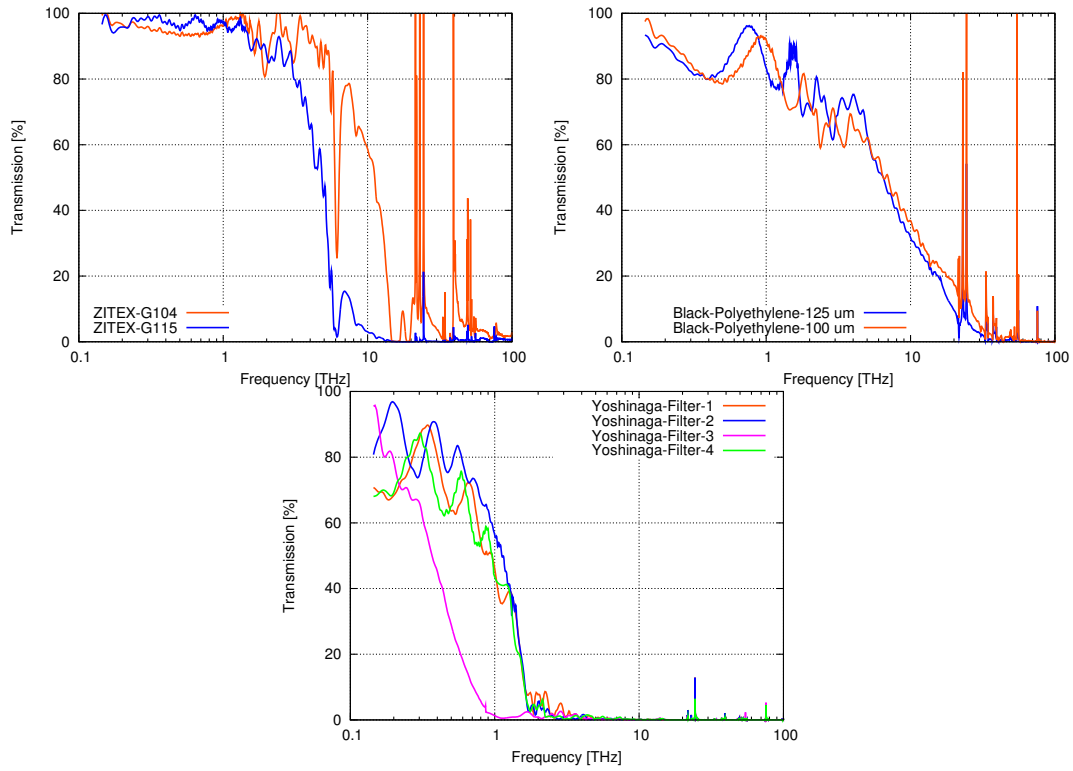 100
80
60
40
20
0
0.1
1
10
100
Transmission [%]
Frequency [THz]
ZITEX-G104
ZITEX-G115
100
80
60
40
20
0
0.1
1
10
100
Transmission [%]
Frequency [THz]
Black-Polyethylene-125 um
Black-Polyethylene-100 um
100
80
60
40
20
0
0.1
1
10
100
Transmission [%]
Frequency [THz]
Yoshinaga-Filter-1
Yoshinaga-Filter-2
Yoshinaga-Filter-3
Yoshinaga-Filter-4